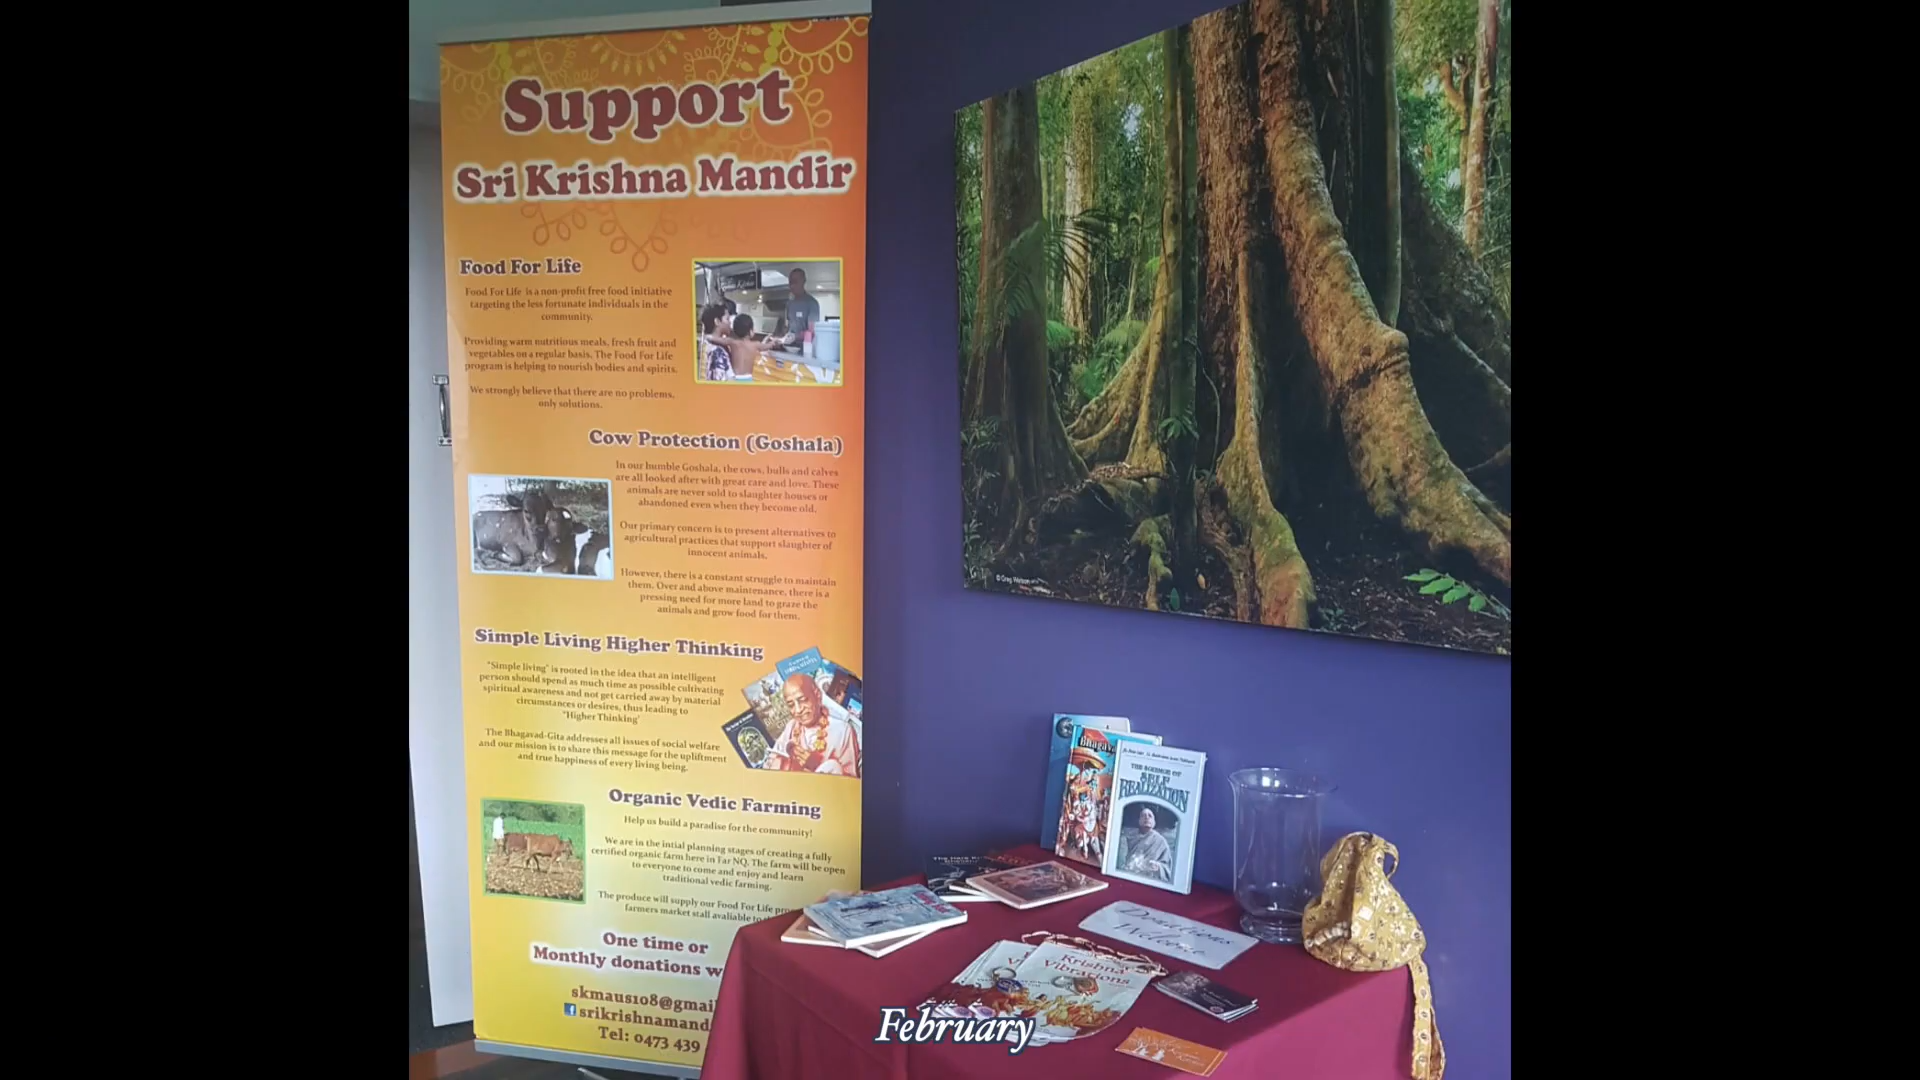 Support
Sri Krishna Mandir
Food For Life
Food For Life is a non-profit free food initiative
targeting the less fortunate individuals in the
community.
Providing warm nutritious meals, fresh fruit and
vegetables on a regular basis. The Food For Life
program is helping to nourish bodies and spirits.
We strongly believe that there are no problems,
only solutions.
Cow Protection (Goshala)
In our humble Goshala, the cows, bulls and calves
are all looked after with great care and love. These
animals are never sold to slaughter houses or
abandoned even when they become old.
Our primary concern is to present alternatives to
agricultural practices that support slaughter of
innocent animals.
However, there is a constant struggle to maintain
them. Over and above maintenance, there is a
pressing need for more land to graze the
animals and grow food for them.
Simple Living Higher Thinking
"Simple living" is rooted in the idea that an intelligent
person should spend as much time as possible cultivating
spiritual awareness and not get carried away by material
circumstances or desires, thus leading to
"Higher Thinking'
The Bhagavad-Gita addresses all issues of social welfare
and our mission is to share this message for the upliftment
and true happiness of every living being.
Organic Vedic Farming
Help us build a paradise for the community!
We are in the intial planning stages of creating a fully
certified organic farm here in Far NQ. The farm will be open
to everyone to come and enjoy and learn
traditional vedic farming.
The produce will supply our Food For Life
farmers market stall avaliable to
One time or
Monthly donations
skmaus108@gmai
srikrishnamand
Tel: 0473 439
© Greg Watson
Bhagava
THE SCIENCE OF
SELF
REALIZATION
Donations
Welcome
Krishna
Vibrations
February